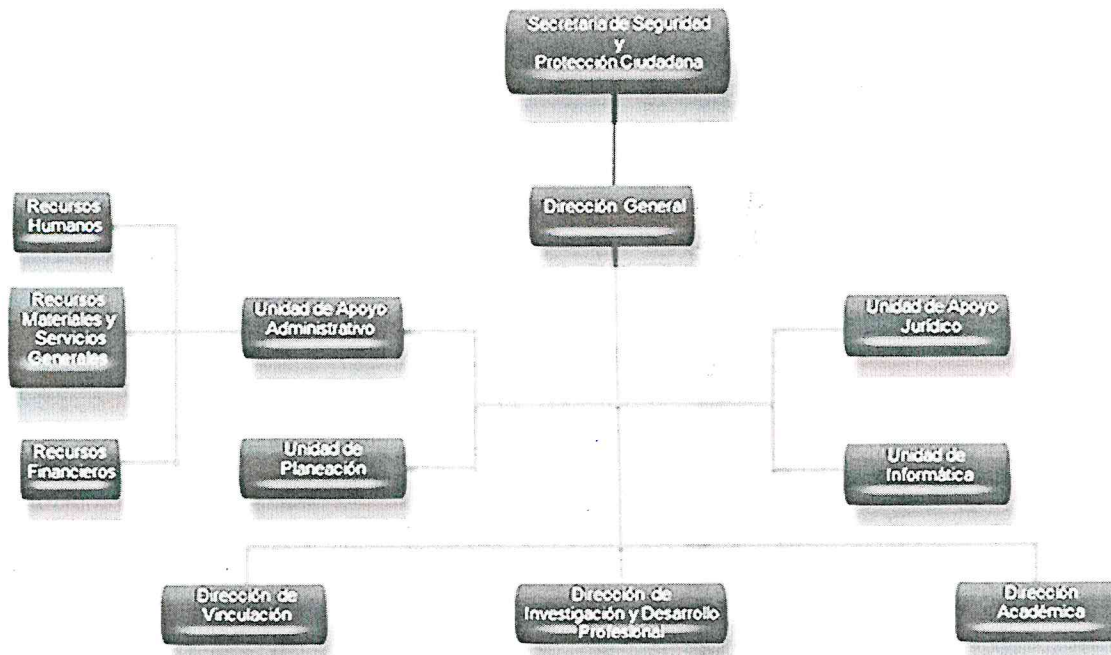 Secretaria de Seguridad
y
Protección Ciudadana
Dirección General
Recursos
Humanos
Recursos
Materiales y
Servicios
Generales
Recursos
Financieros
Unidad de Apoyo
Administrativo
Unidad de
Planeación
Unidad de Apoyo
Jurídico
Unidad de
Informática
Dirección de
Vinculación
Dirección de
Investigación y Desarrollo
Profesional
Dirección
Académica